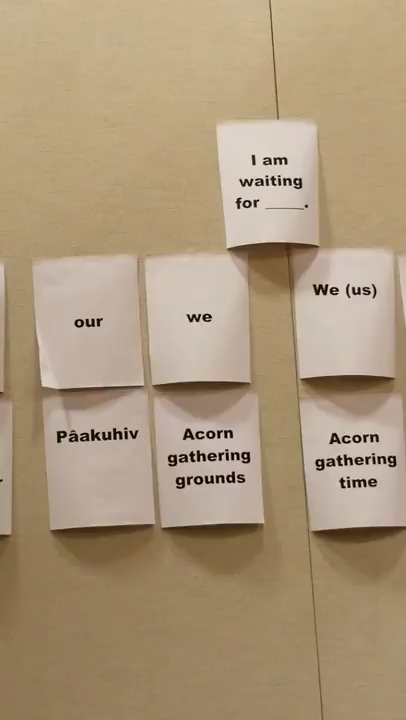 I am
waiting
for _____.
our
we
We (us)
Pâakuhiv
Acorn
gathering
grounds
Acorn
gathering
time